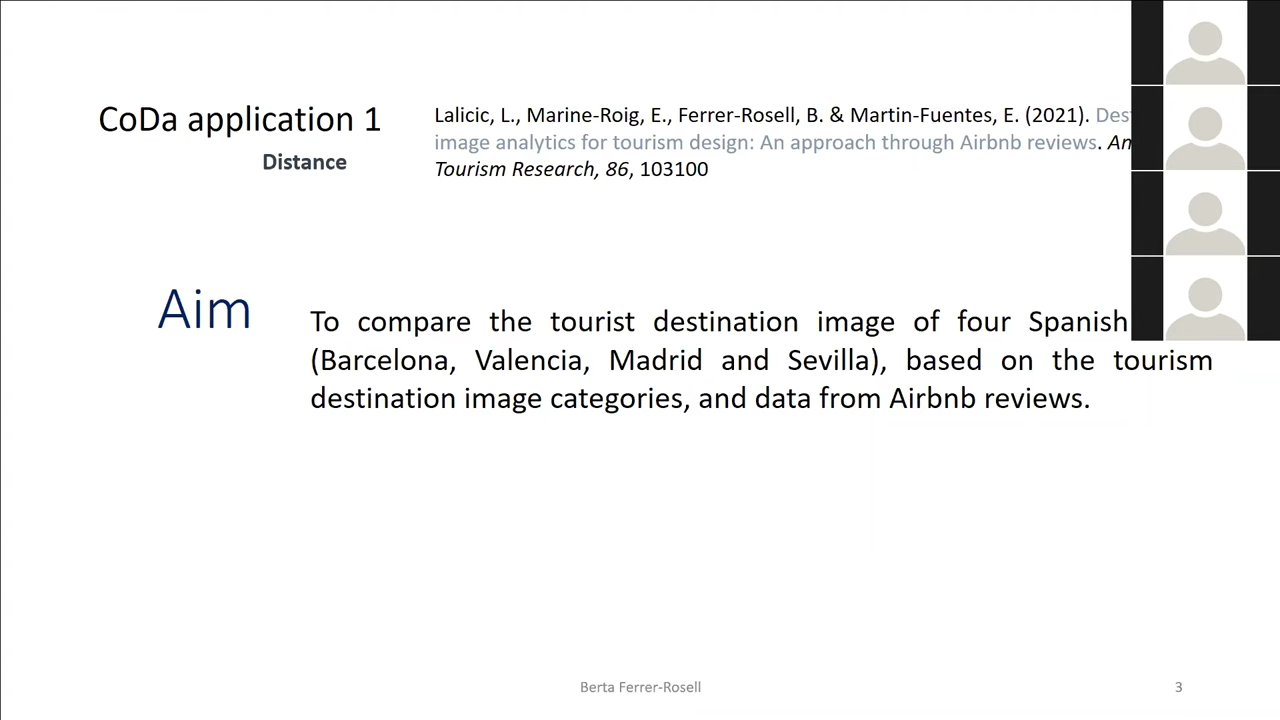 CoDa application 1
Distance
Lalicic, L., Marine-Roig, E., Ferrer-Rosell, B. & Martin-Fuentes, E. (2021).
image analytics for tourism design: An approach through Airbnb reviews.
Tourism Research, 86, 103100
Aim
To compare the tourist destination image of four Spanish
(Barcelona, Valencia, Madrid and Sevilla), based on the tourism
destination image categories, and data from Airbnb reviews.
Berta Ferrer-Rosell
3